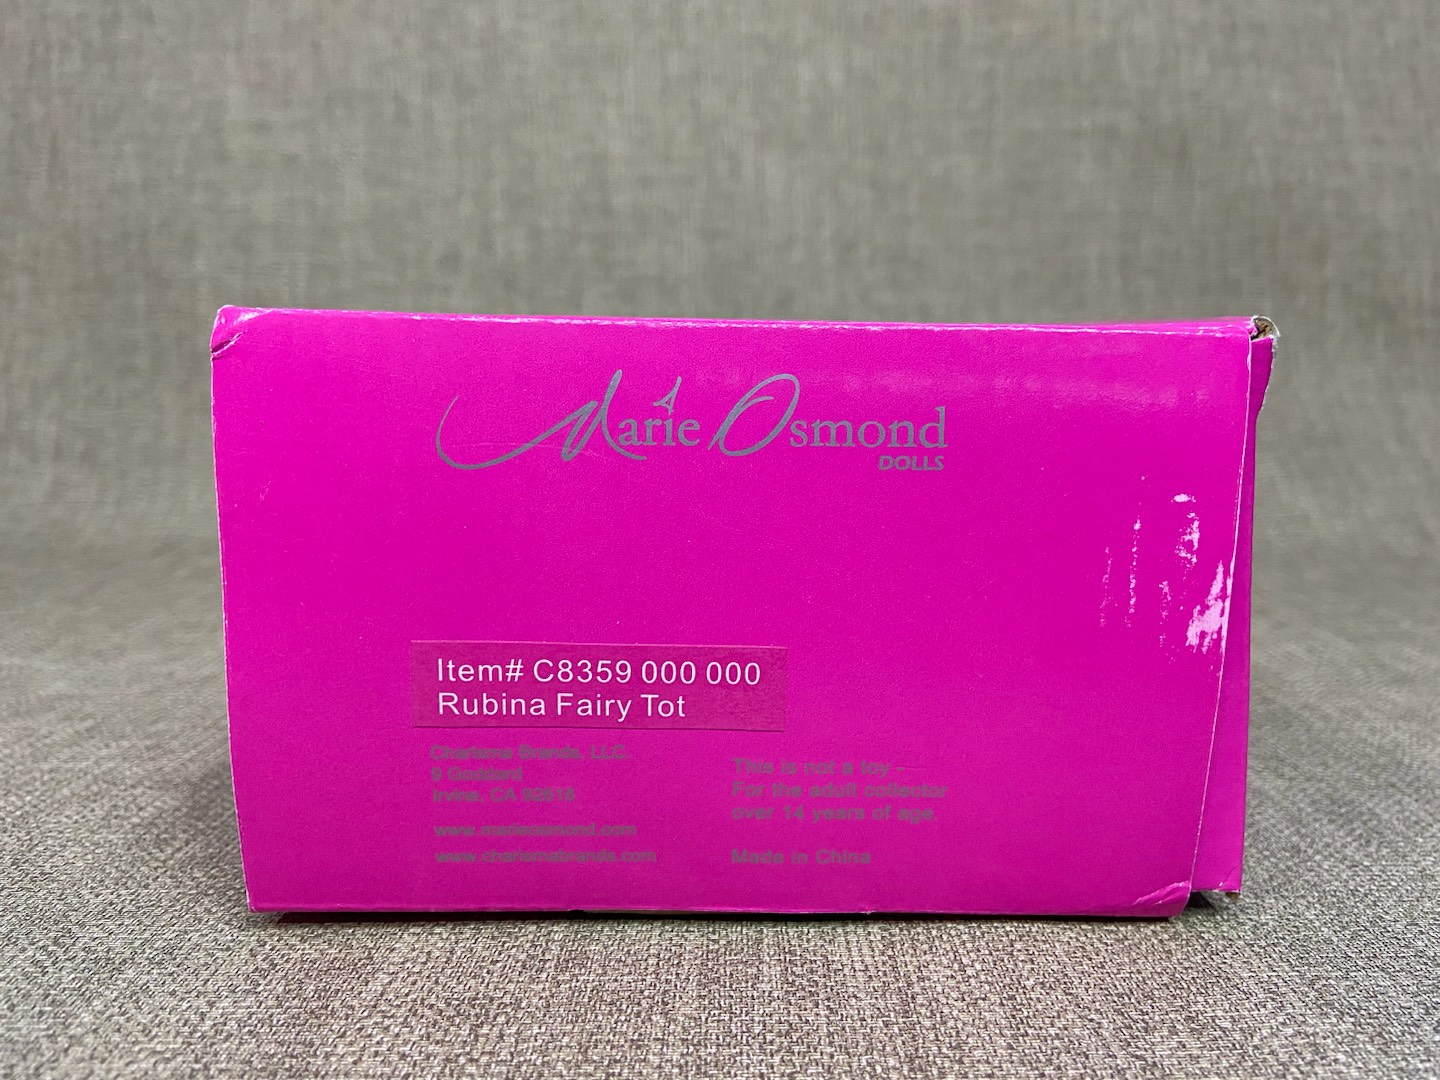 Marie Osmond
DOLLS
Item# C8359 000 000
Rubina Fairy Tot
Charisma Brands, LLC.
9 Goddard
Irvine, CA 92618
www.marieosmond.com
www.charismabrands.com
This is not a toy -
For the adult collector
over 14 years of age.
Made in China